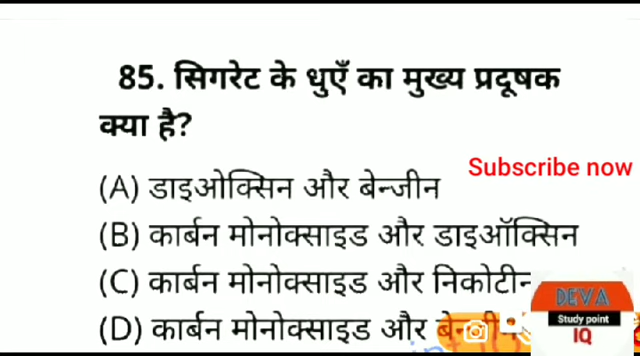 85. सिगरेट के धुएँ का मुख्य प्रदूषक
क्या है?
Subscribe now
(A) डाइओक्सिन और बेन्जीन
(B) कार्बन मोनोक्साइड और डाइऑक्सिन
(C) कार्बन मोनोक्साइड और निकोटीन
(D) कार्बन मोनोक्साइड और
DEVA
Study point
IQ